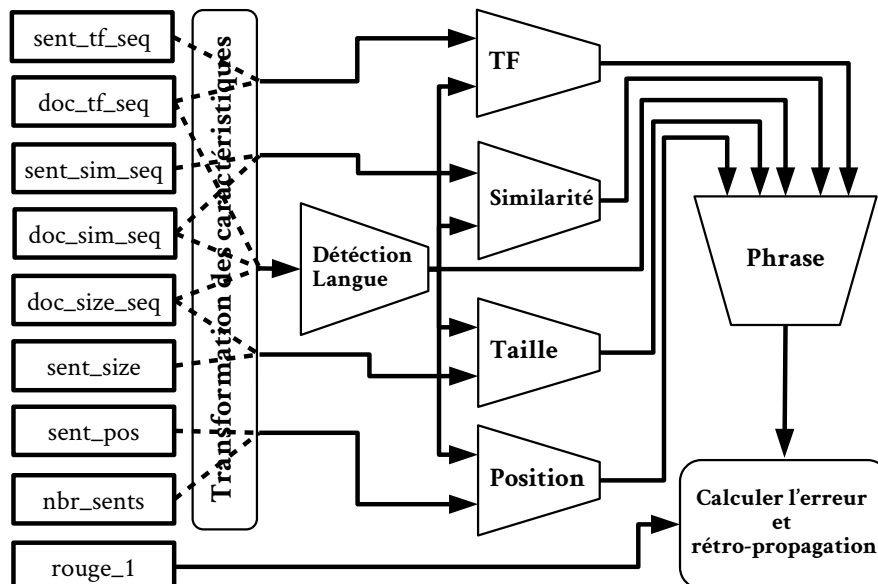 sent_tf_seq
doc_tf_seq
sent_sim_seq
doc_sim_seq
doc_size_seq
sent_size
sent_pos
nbr_sents
rouge_1
Transformation des caractéristiques
Détéction
Langue
TF
Similarité
Taille
Position
Phrase
Calculer l'erreur
et
rétro-propagation